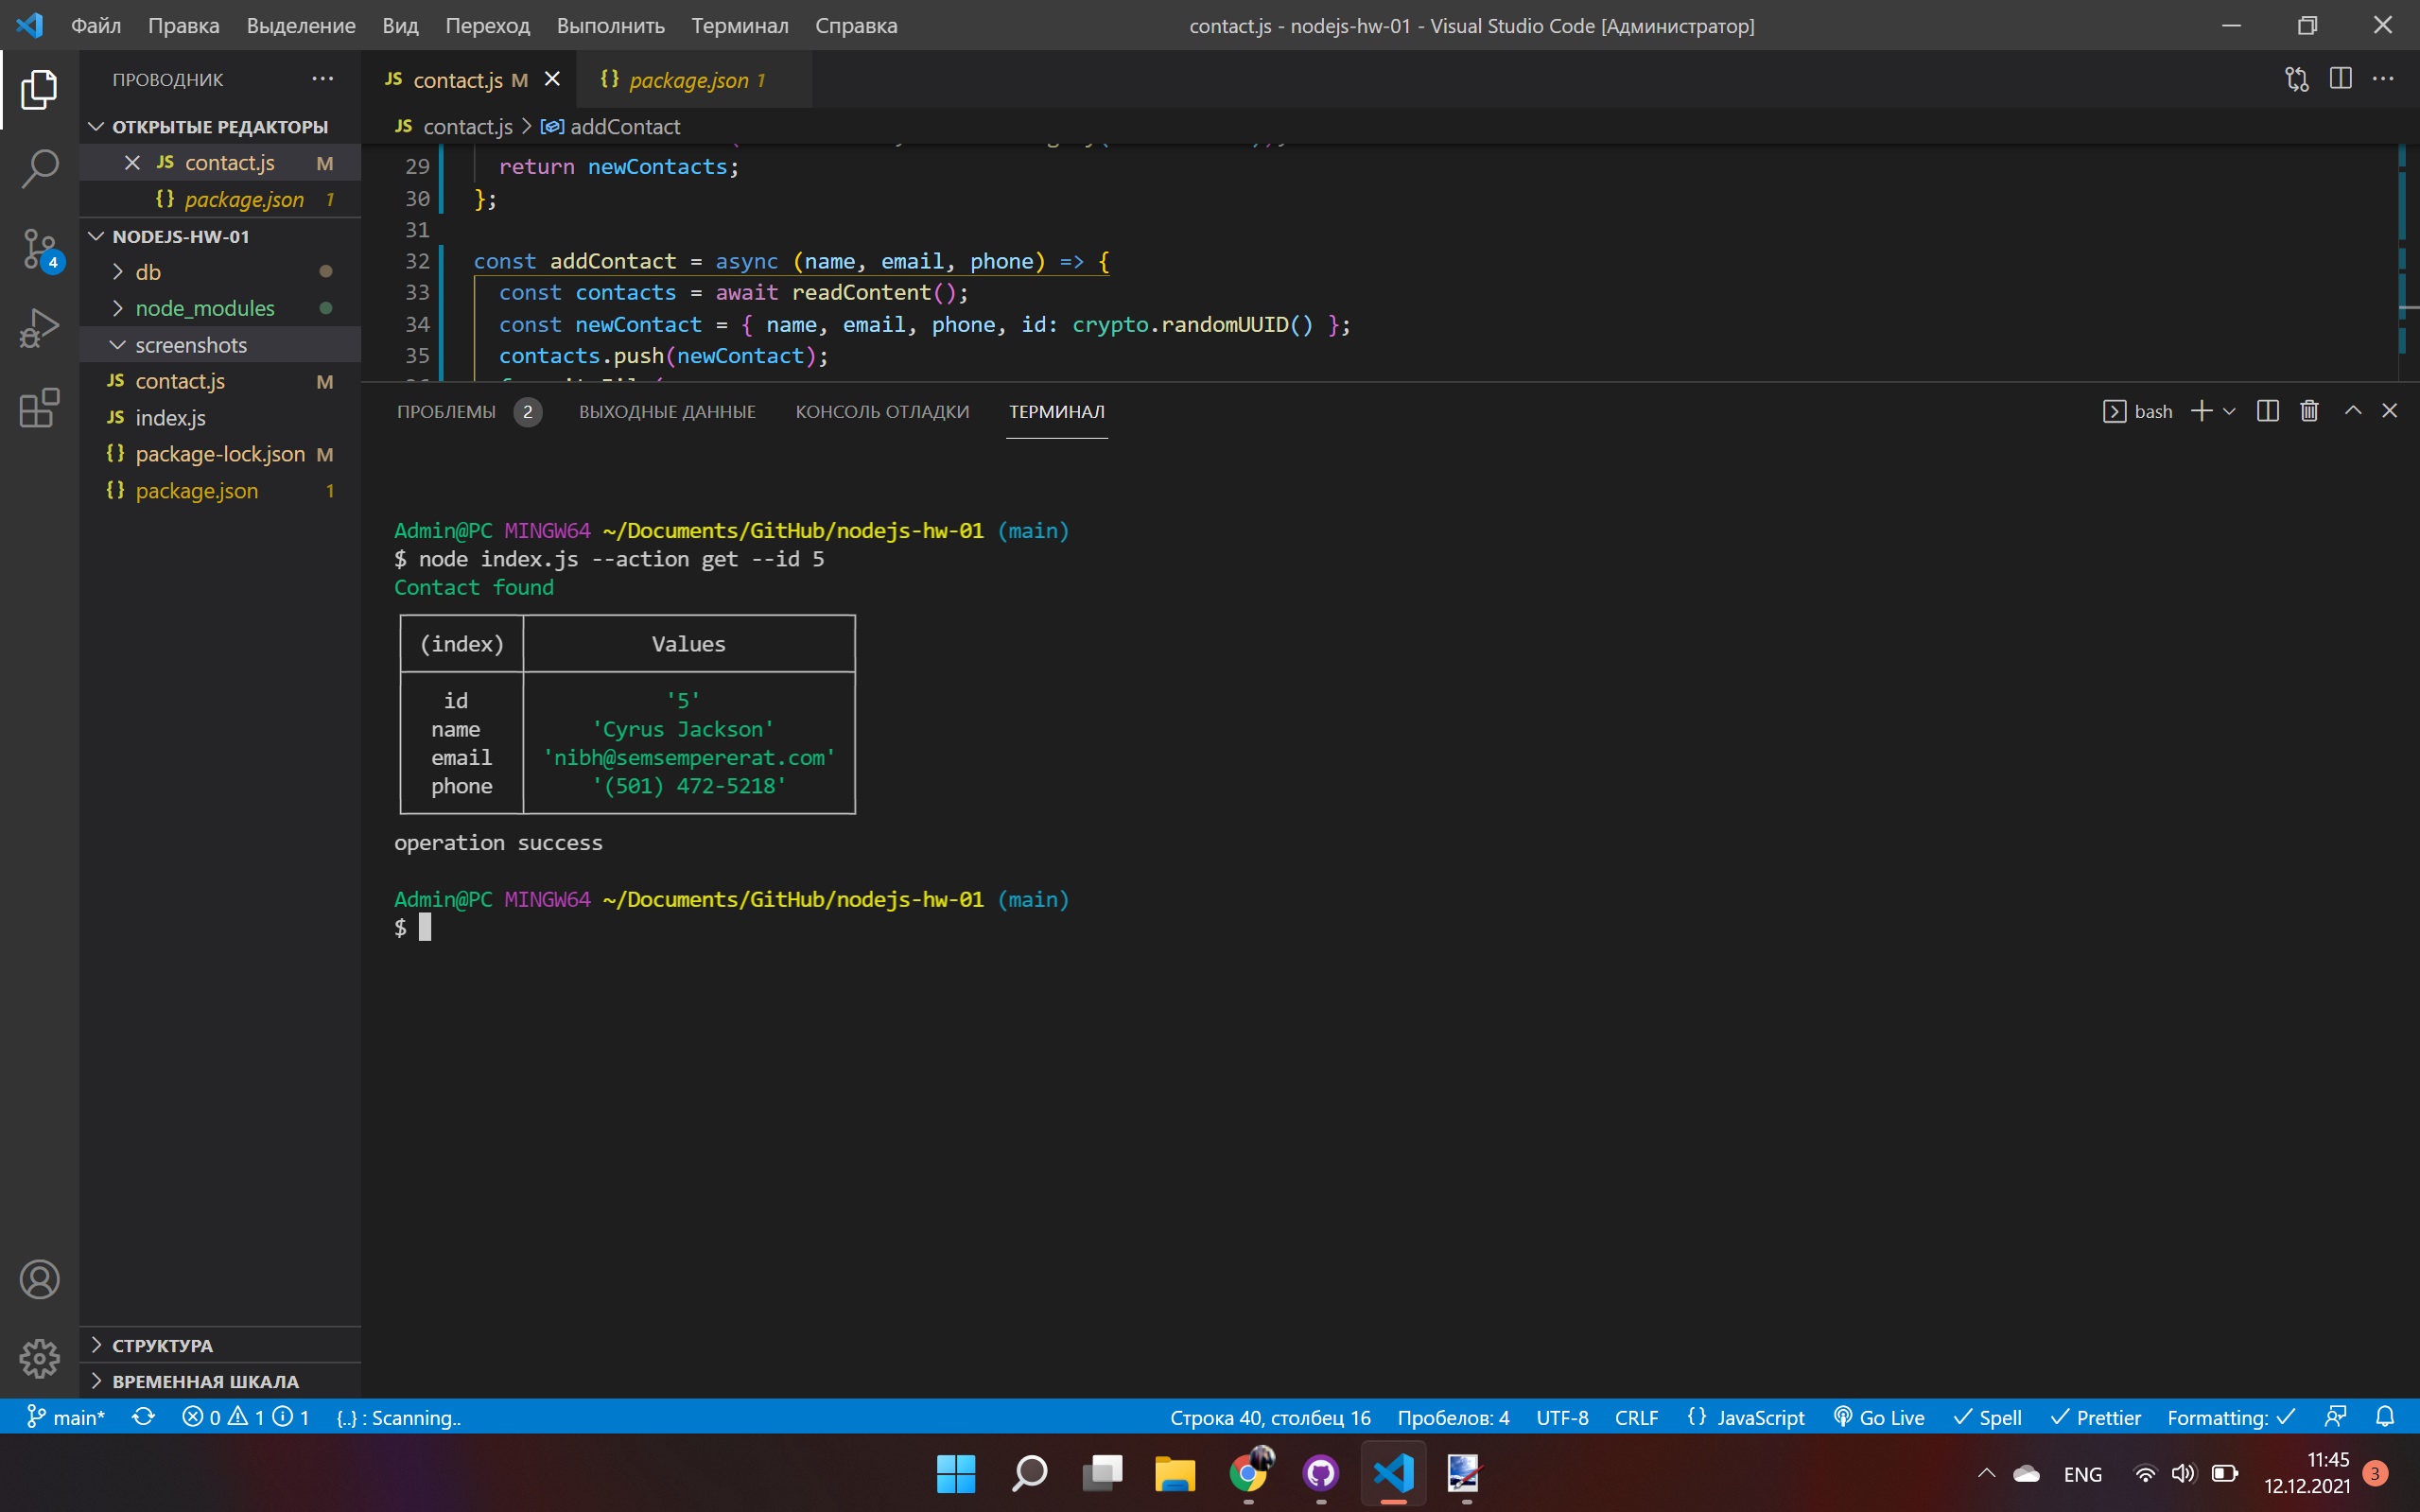 Файл Правка Выделение Вид Переход Выполнить Терминал Справка contact.js - nodejs-hw-01 - Visual Studio Code [Администратор]
ПРОВОДНИК
ОТКРЫТЫЕ РЕДАКТОРЫ
JS contact.js M
{} package.json 1
NODEJS-HW-01
db
node_modules
screenshots
JS contact.js M
JS index.js
{} package-lock.json M
{} package.json 1
СТРУКТУРА
ВРЕМЕННАЯ ШКАЛА
4
JS contact.js M {} package.json 1
JS contact.js > addContact
29 return newContacts;
30 };
31
32 const addContact = async (name, email, phone) => {
33 const contacts = await readContent();
34 const newContact = { name, email, phone, id: crypto.randomUUID() };
35 contacts.push(newContact);
ПРОБЛЕМЫ 2 ВЫХОДНЫЕ ДАННЫЕ КОНСОЛЬ ОТЛАДКИ ТЕРМИНАЛ bash
Admin@PC MINGW64 ~/Documents/GitHub/nodejs-hw-01 (main)
$ node index.js --action get --id 5
Contact found
(index) Values
id '5'
name 'Cyrus Jackson'
email 'nibh@semsempererat.com'
phone '(501) 472-5218'
operation success
Admin@PC MINGW64 ~/Documents/GitHub/nodejs-hw-01 (main)
$
main* 0 1 1 {..} : Scanning.. Строка 40, столбец 16 Пробелов: 4 UTF-8 CRLF {} JavaScript Go Live Spell Prettier Formatting:
ENG 11:45
12.12.2021 3